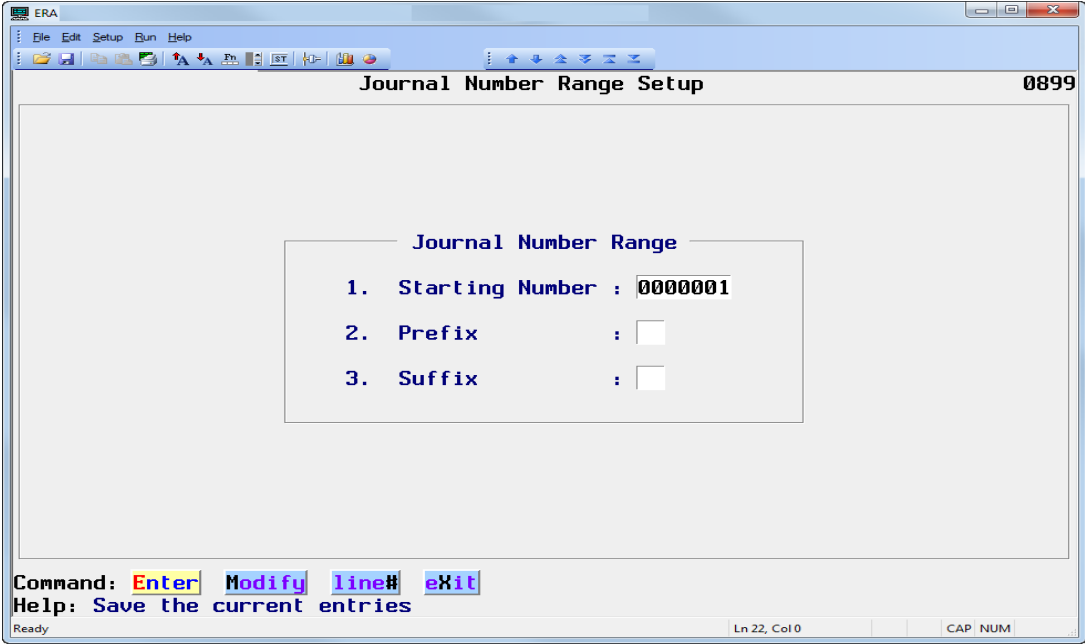 ERA
File Edit Setup Run Help
Fn ST
Journal Number Range Setup 0899
Journal Number Range
1. Starting Number : 0000001
2. Prefix :
3. Suffix :
Command: Enter Modify line# eXit
Help: Save the current entries
Ready Ln 22, Col 0 CAP NUM